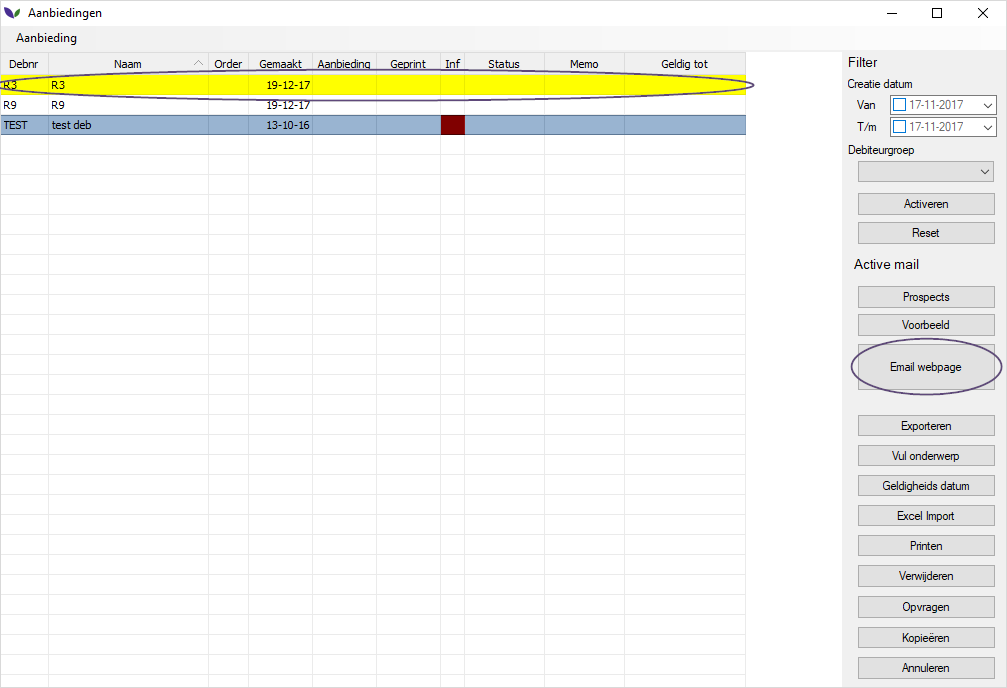 Aanbiedingen
Aanbieding
Debnr Naam Order Gemaakt Aanbieding Geprint Inf Status Memo Geldig tot
R3 R3 19-12-17
R9 R9 19-12-17
TEST test deb 13-10-16
Filter
Creatie datum
Van 17-11-2017
T/m 17-11-2017
Debiteurgroep
Activeren
Reset
Active mail
Prospects
Voorbeeld
Email webpage
Exporteren
Vul onderwerp
Geldigheids datum
Excel Import
Printen
Verwijderen
Opvragen
Kopieëren
Annuleren